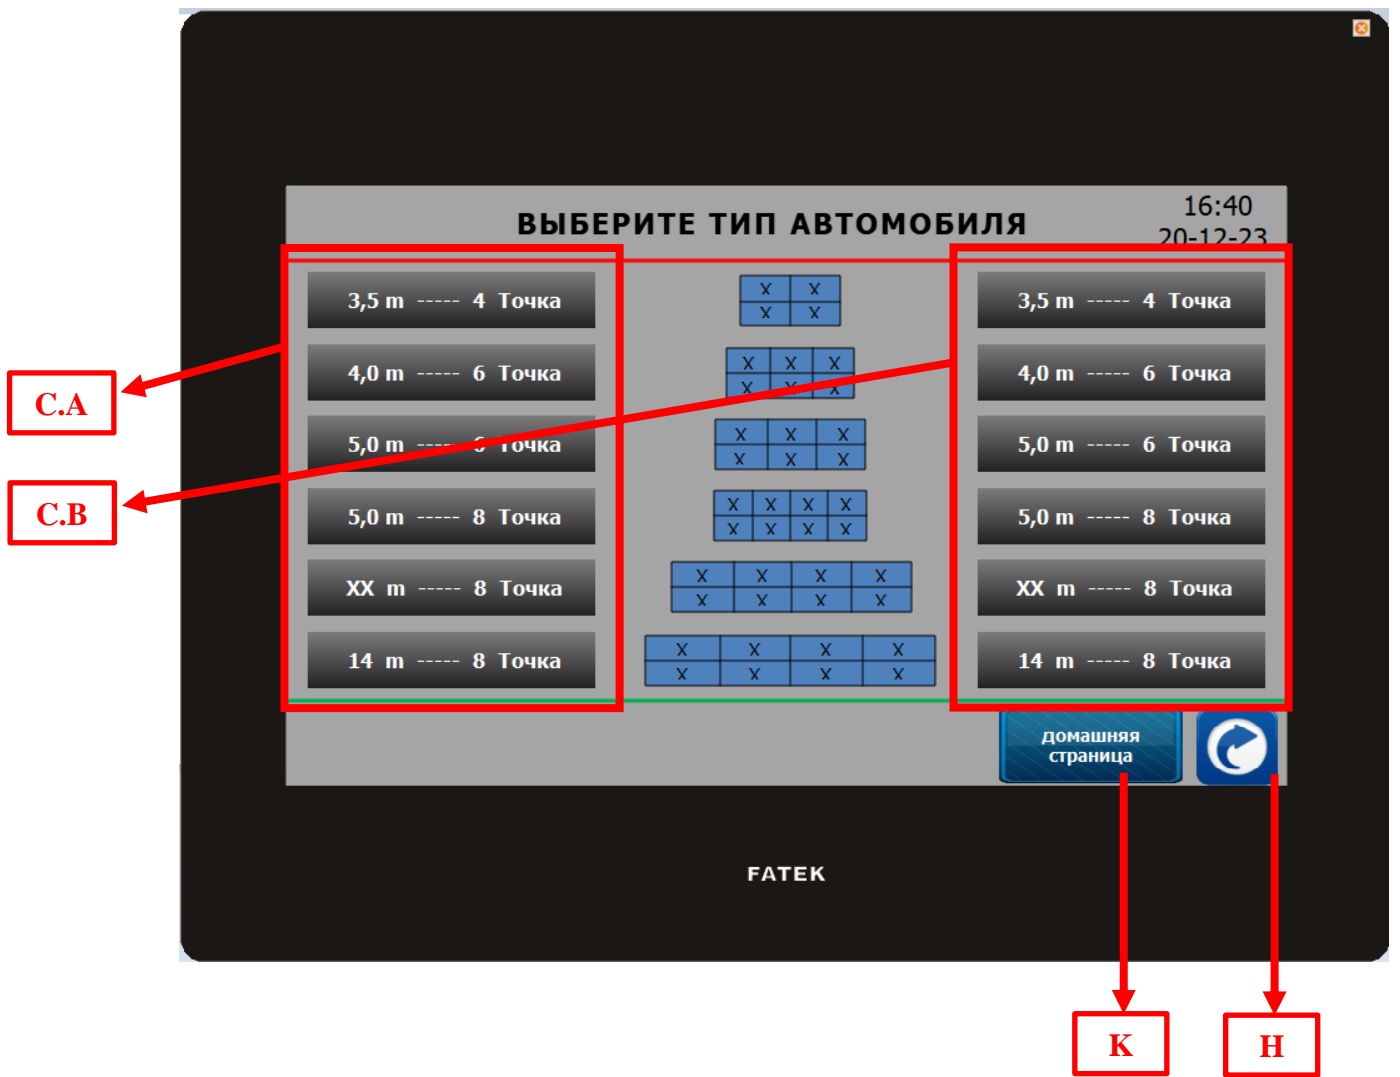 ВЫБЕРИТЕ ТИП АВТОМОБИЛЯ
16:40
20-12-23
3,5 m ----- 4 Точка
X X
X X
3,5 m ----- 4 Точка
4,0 m ----- 6 Точка
X X X
X X X
4,0 m ----- 6 Точка
C.A
5,0 m ----- 6 Точка
X X X
X X X
5,0 m ----- 6 Точка
C.B
5,0 m ----- 8 Точка
X X X X
X X X X
5,0 m ----- 8 Точка
XX m ----- 8 Точка
X X X X
X X X X
XX m ----- 8 Точка
14 m ----- 8 Точка
X X X X
X X X X
14 m ----- 8 Точка
домашняя
страница
FATEK
K
H